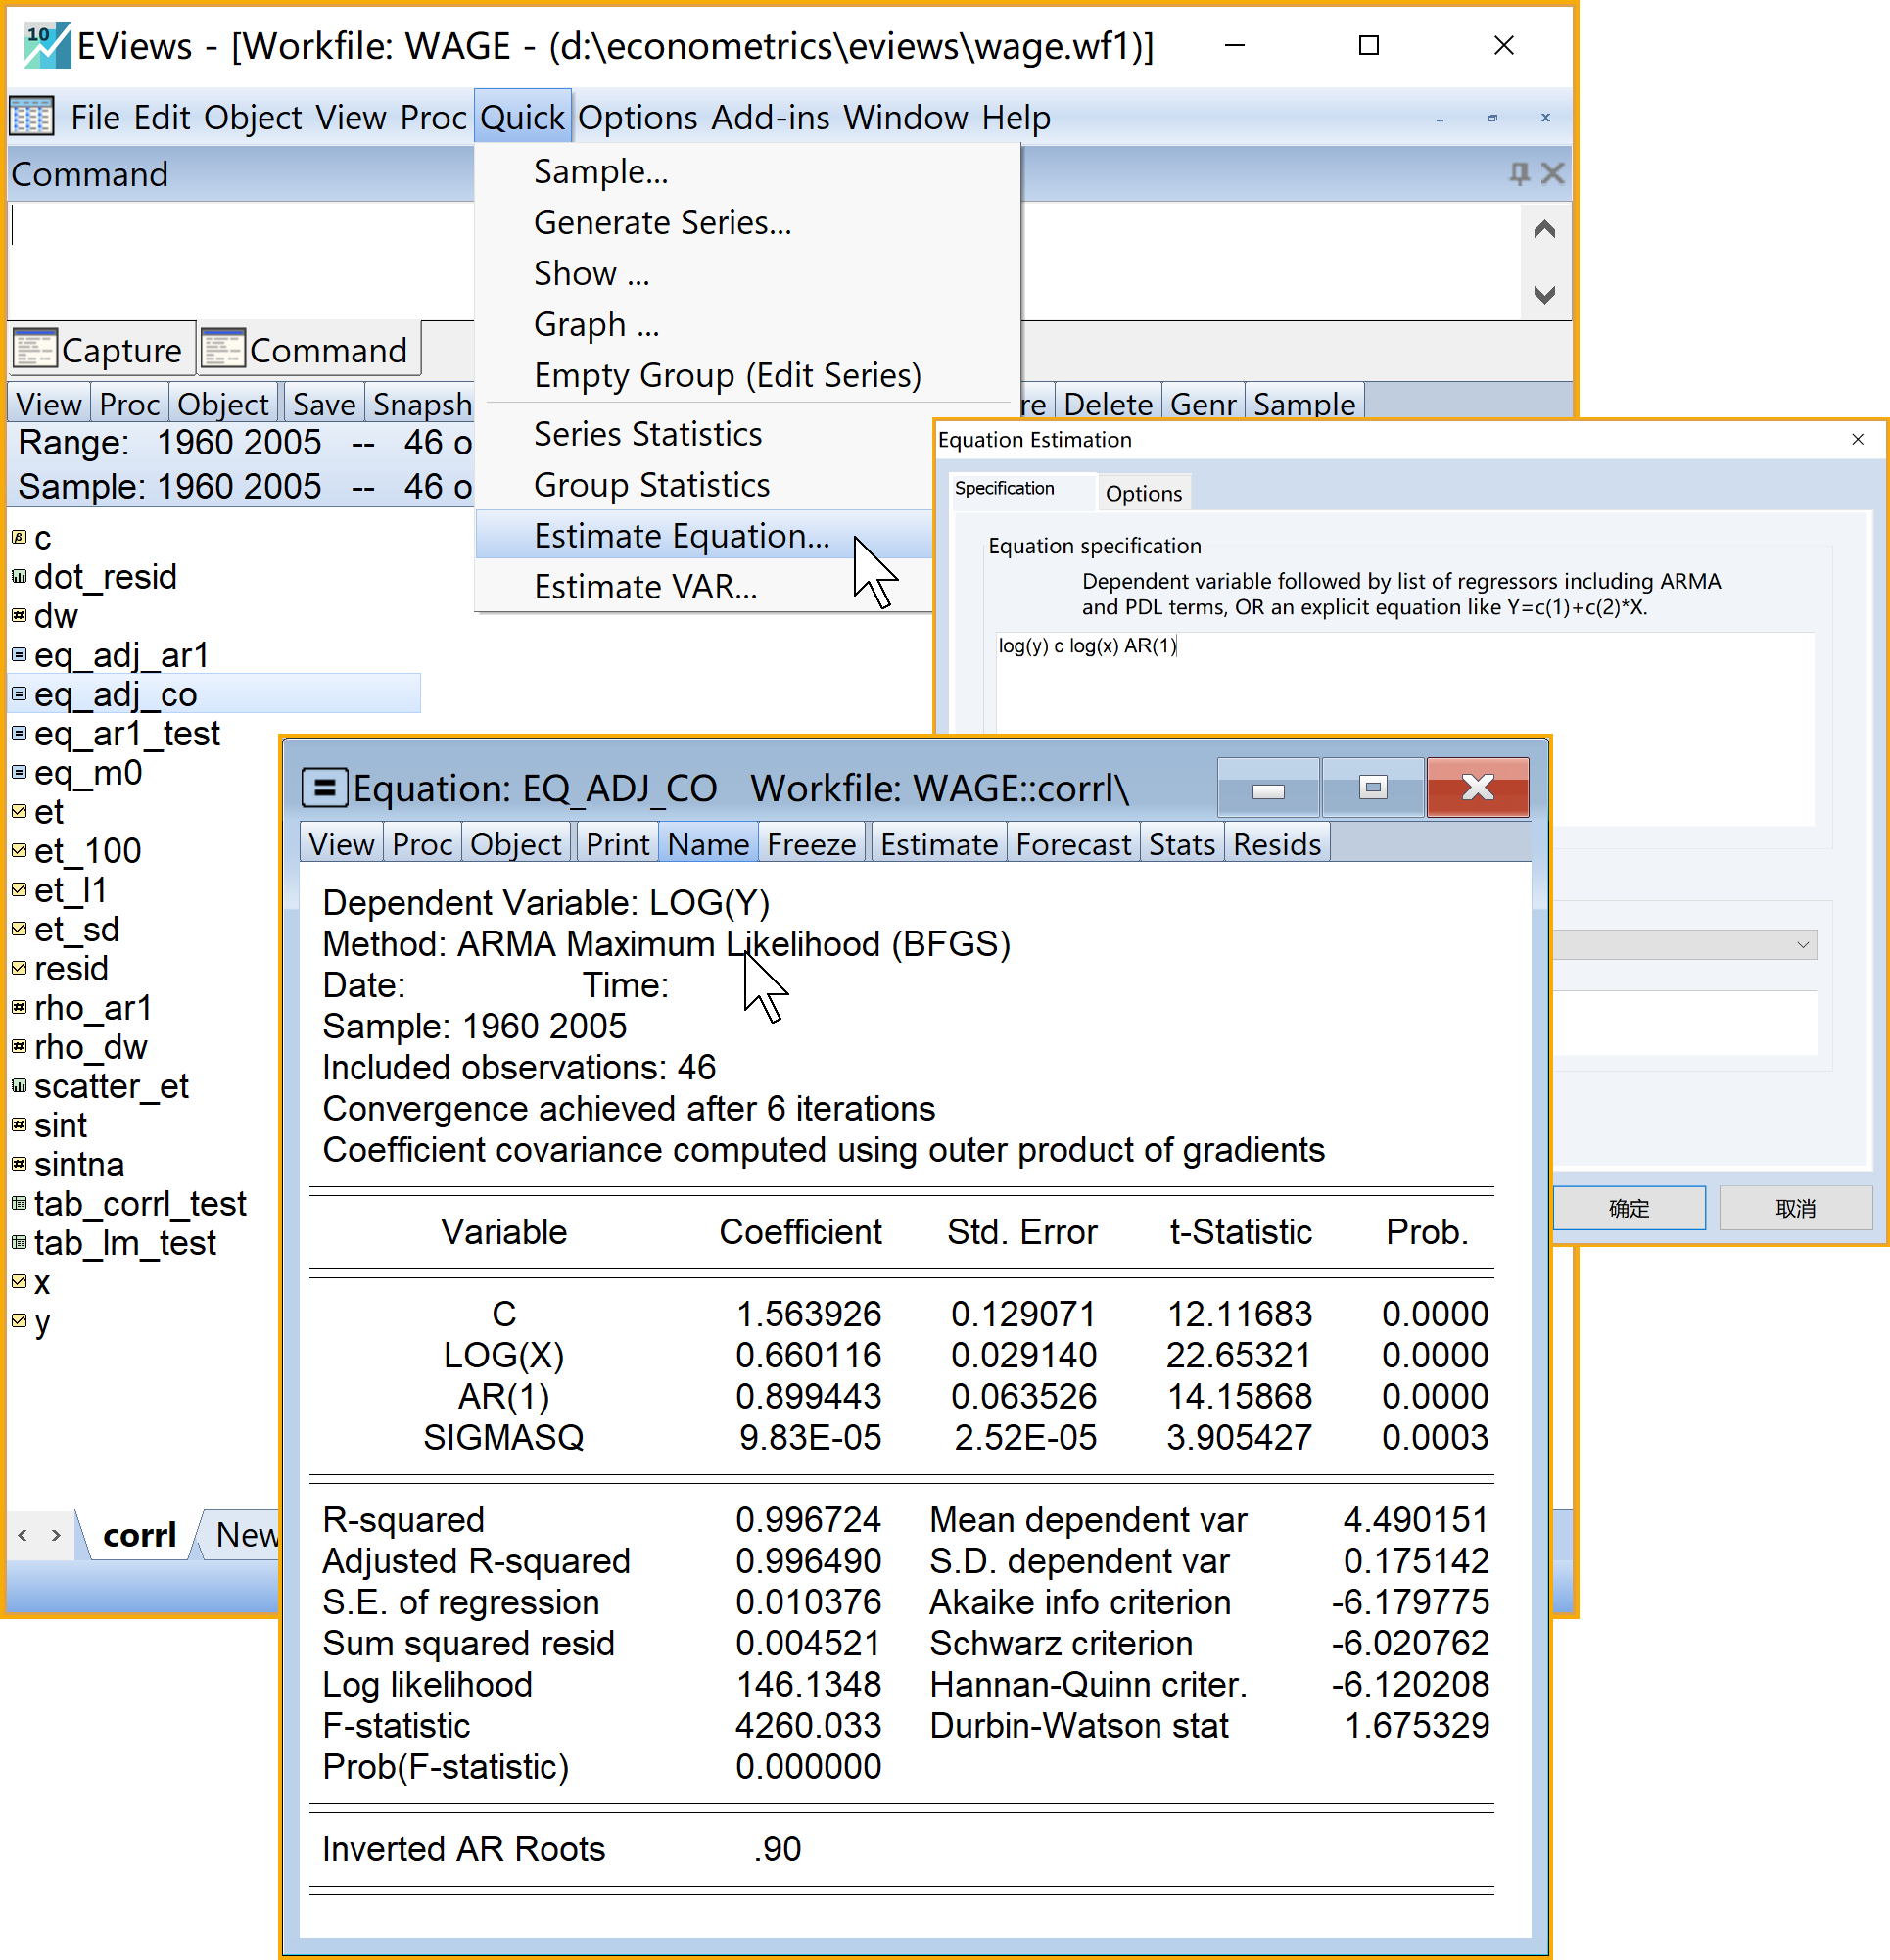 10
EViews - [Workfile: WAGE - (d:\econometrics\eviews\wage.wf1)]
File Edit Object View Proc Quick Options Add-ins Window Help
Command
Sample...
Generate Series...
Show ...
Graph ...
Empty Group (Edit Series)
Series Statistics
Group Statistics
Estimate Equation...
Estimate VAR...
Capture Command
View Proc Object Save Snapsh re Delete Genr Sample
Range: 1960 2005 -- 46 o
Sample: 1960 2005 -- 46 o
c
dot_resid
dw
eq_adj_ar1
eq_adj_co
eq_ar1_test
eq_m0
et
et_100
et_l1
et_sd
resid
rho_ar1
rho_dw
scatter_et
sint
sintna
tab_corrl_test
tab_lm_test
x
y
corrl New
Equation Estimation
Specification Options
Equation specification
Dependent variable followed by list of regressors including ARMA
and PDL terms, OR an explicit equation like Y=c(1)+c(2)*X.
log(y) c log(x) AR(1)
确定 取消
Equation: EQ_ADJ_CO Workfile: WAGE::corrl\
View Proc Object Print Name Freeze Estimate Forecast Stats Resids
Dependent Variable: LOG(Y)
Method: ARMA Maximum Likelihood (BFGS)
Date: Time:
Sample: 1960 2005
Included observations: 46
Convergence achieved after 6 iterations
Coefficient covariance computed using outer product of gradients
Variable Coefficient Std. Error t-Statistic Prob.
C 1.563926 0.129071 12.11683 0.0000
LOG(X) 0.660116 0.029140 22.65321 0.0000
AR(1) 0.899443 0.063526 14.15868 0.0000
SIGMASQ 9.83E-05 2.52E-05 3.905427 0.0003
R-squared 0.996724 Mean dependent var 4.490151
Adjusted R-squared 0.996490 S.D. dependent var 0.175142
S.E. of regression 0.010376 Akaike info criterion -6.179775
Sum squared resid 0.004521 Schwarz criterion -6.020762
Log likelihood 146.1348 Hannan-Quinn criter. -6.120208
F-statistic 4260.033 Durbin-Watson stat 1.675329
Prob(F-statistic) 0.000000
Inverted AR Roots .90